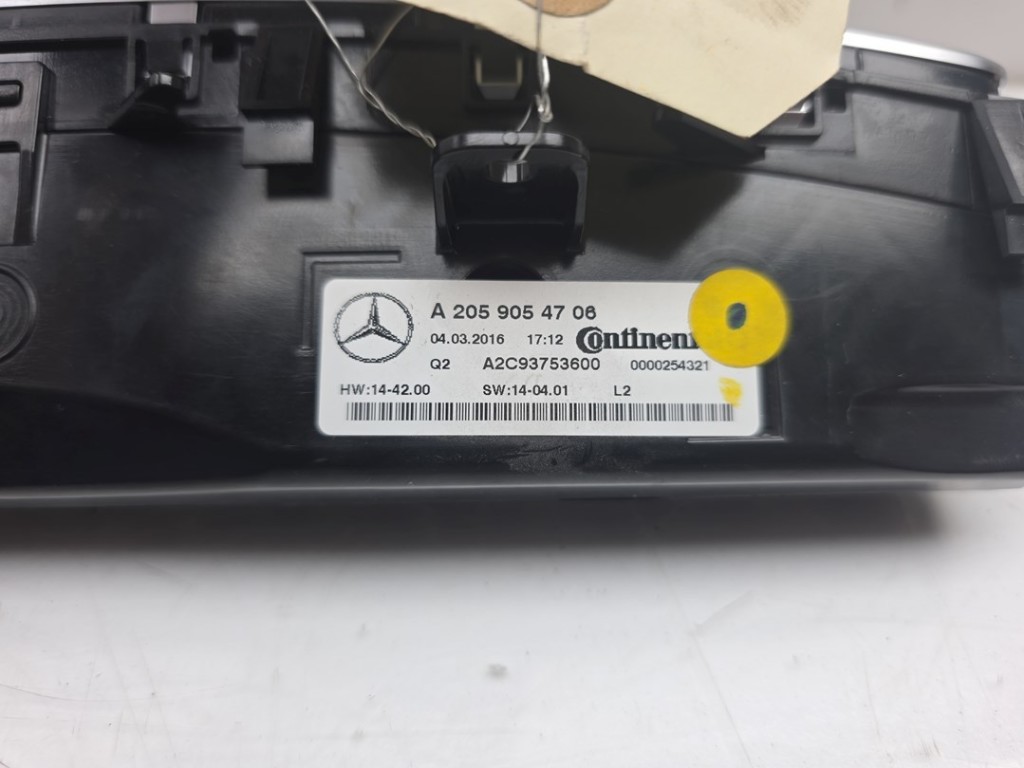 A 205 905 47 06
04.03.2016 17:12 Continen
Q2 A2C93753600 0000254321
HW:14-42.00 SW:14-04.01 L2